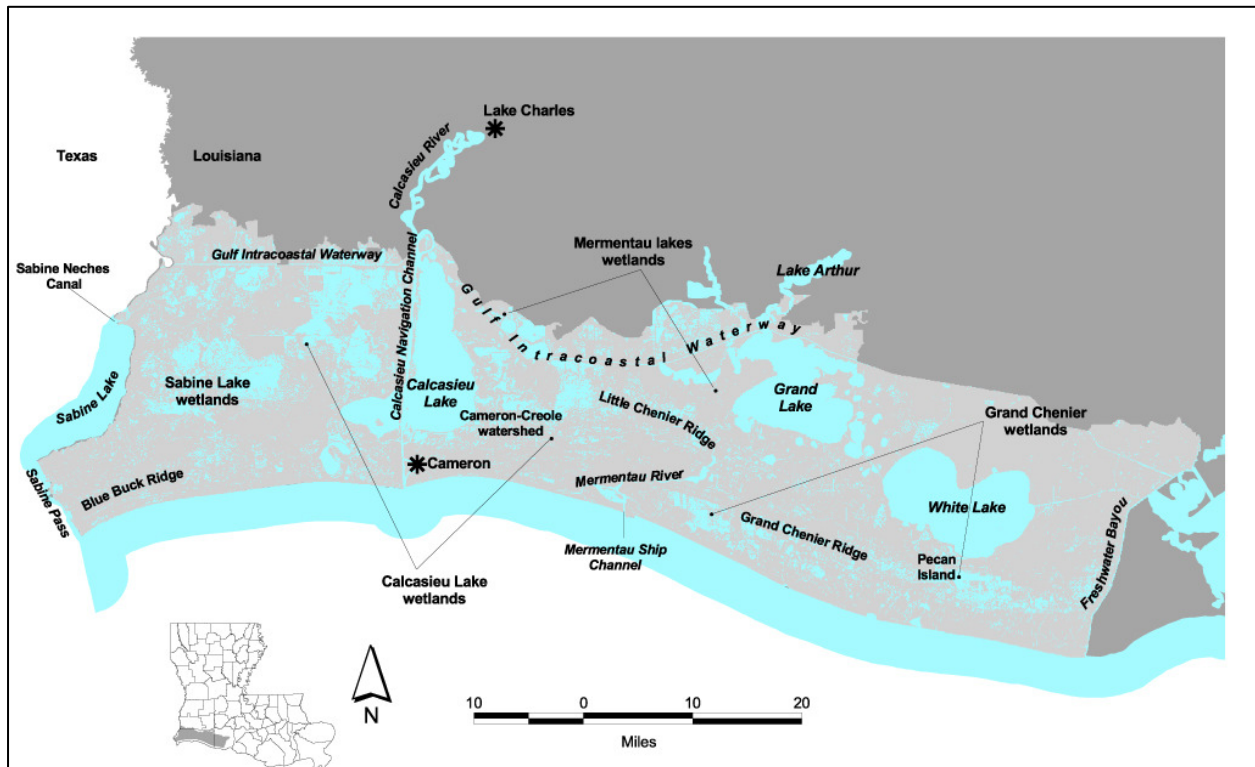 Lake Charles
Texas
Louisiana
Calcasieu River
Mermentau lakes
wetlands
Gulf Intracoastal Waterway
Lake Arthur
Sabine Neches
Canal
Calcasieu Navigation Channel
Gulf Intracoastal Waterway
Sabine Lake
Sabine Lake
wetlands
Calcasieu
Lake
Grand
Lake
Little Chenier Ridge
Grand Chenier
wetlands
Cameron-Creole
watershed
Cameron
Mermentau River
Blue Buck Ridge
Sabine Pass
White Lake
Grand Chenier Ridge
Freshwater Bayou
Mermentau Ship
Channel
Pecan
Island
Calcasieu Lake
wetlands
N
10
0
10
20
Miles